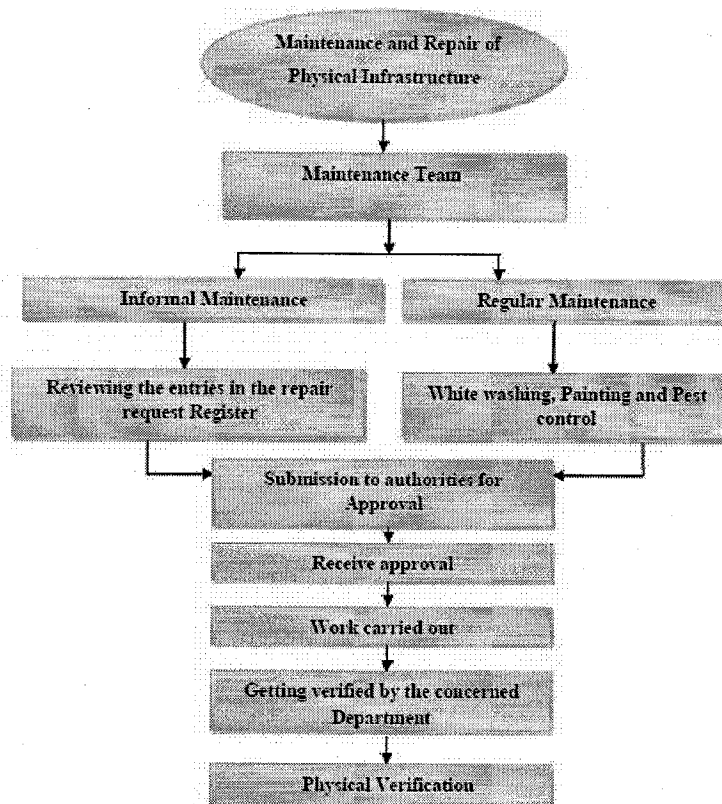 Maintenance and Repair of
Physical Infrastructure
Maintenance Team
Informal Maintenance
Regular Maintenance
Reviewing the entries in the repair
request Register
White washing, Painting and Pest
control
Submission to authorities for
Approval
Receive approval
Work carried out
Getting verified by the concerned
Department
Physical Verification